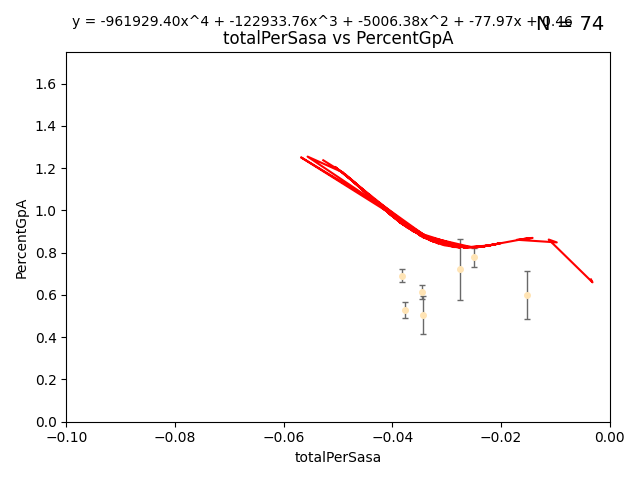 y = -961929.40x^4 + -122933.76x^3 + -5006.38x^2 + -77.97x + 0.46
N = 74
totalPerSasa vs PercentGpA
1.6
1.4
1.2
1.0
0.8
0.6
0.4
0.2
0.0
PercentGpA
−0.10 −0.08 −0.06 −0.04 −0.02 0.00
totalPerSasa